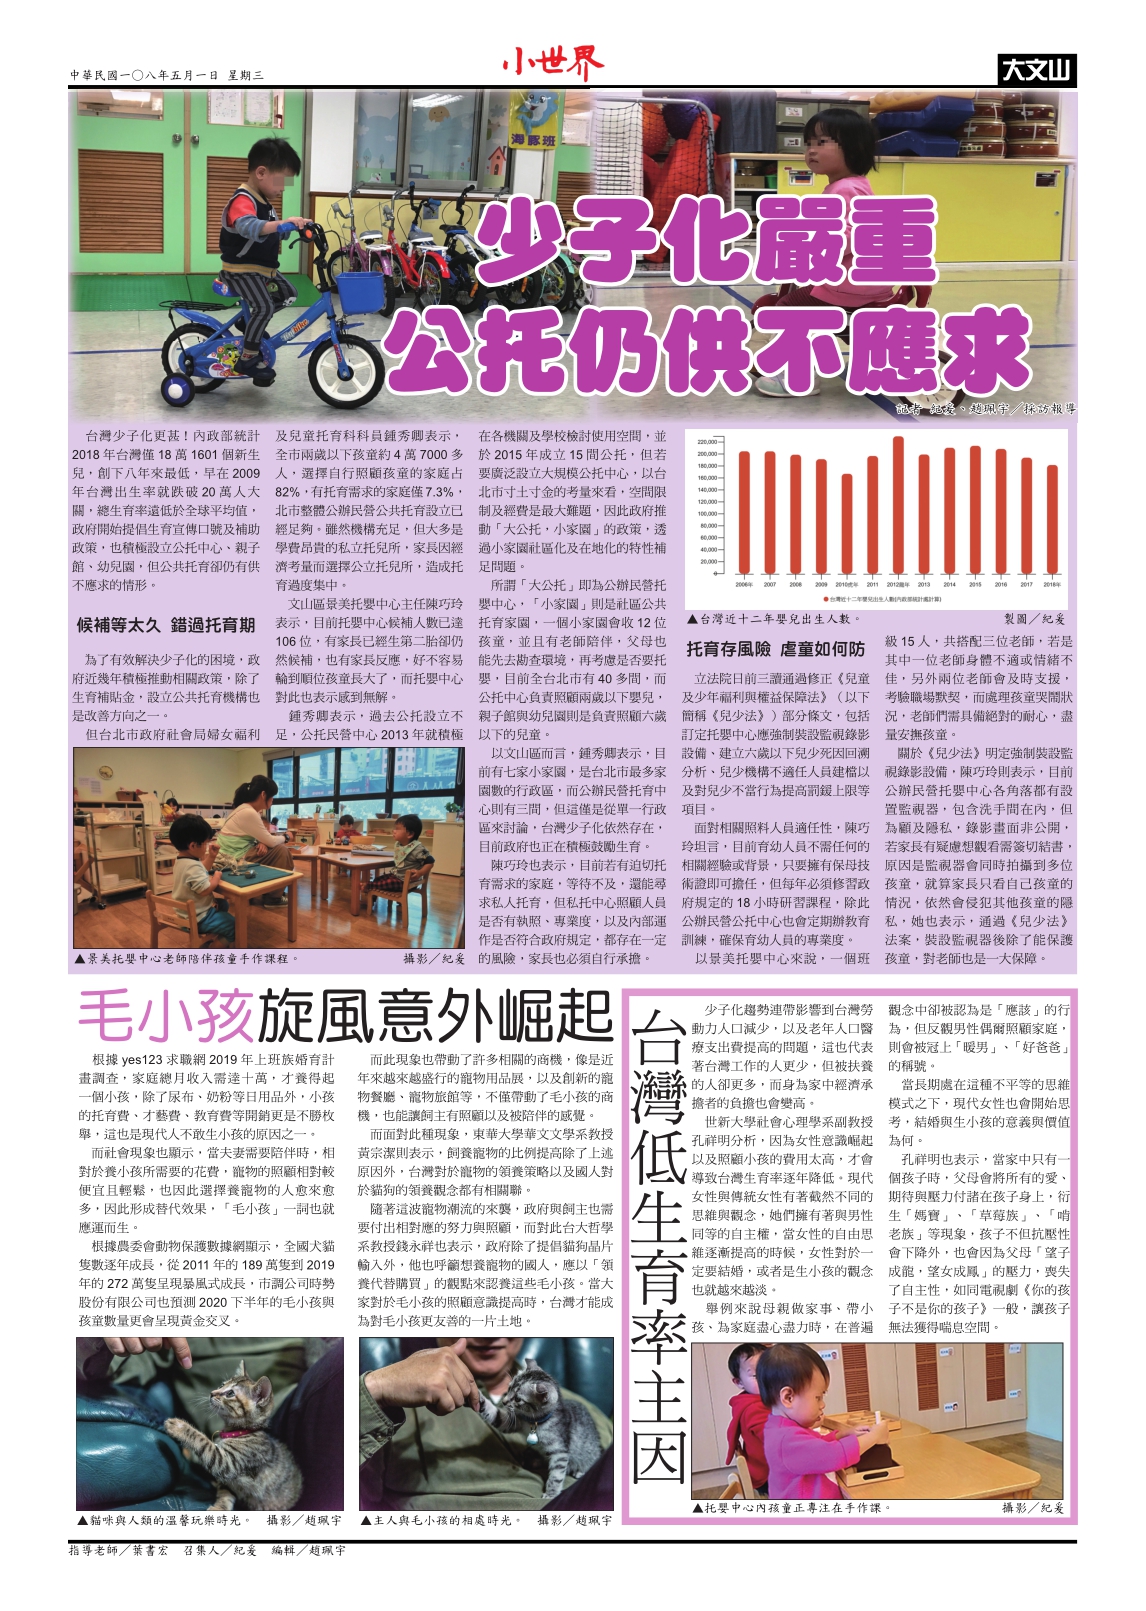 中華民國一〇八年五月一日 星期三
小世界
大文山
海豚班
少子化嚴重
公托仍供不應求
記者 紀爰、趙珮宇／採訪報導
台灣少子化更甚！內政部統計
2018 年台灣僅 18 萬 1601 個新生
兒，創下八年來最低，早在 2009
年台灣出生率就跌破 20 萬人大
關，總生育率遠低於全球平均值，
政府開始提倡生育宣傳口號及補助
政策，也積極設立公托中心、親子
館、幼兒園，但公共托育卻仍有供
不應求的情形。
候補等太久 錯過托育期
為了有效解決少子化的困境，政
府近幾年積極推動相關政策，除了
生育補貼金，設立公共托育機構也
是改善方向之一。
但台北市政府社會局婦女福利
及兒童托育科科員鍾秀卿表示，
全市兩歲以下孩童約 4 萬 7000 多
人，選擇自行照顧孩童的家庭占
82%，有托育需求的家庭僅 7.3%，
北市整體公辦民營公共托育設立已
經足夠。雖然機構充足，但大多是
學費昂貴的私立托兒所，家長因經
濟考量而選擇公立托兒所，造成托
育過度集中。
文山區景美托嬰中心主任陳巧玲
表示，目前托嬰中心候補人數已達
106 位，有家長已經生第二胎卻仍
然候補，也有家長反應，好不容易
輪到順位孩童長大了，而托嬰中心
對此也表示感到無解。
鍾秀卿表示，過去公托設立不
足，公托民營中心 2013 年就積極
▲景美托嬰中心老師陪伴孩童手作課程。 攝影／紀爰
在各機關及學校檢討使用空間，並
於 2015 年成立 15 間公托，但若
要廣泛設立大規模公托中心，以台
北市寸土寸金的考量來看，空間限
制及經費是最大難題，因此政府推
動「大公托，小家園」的政策，透
過小家園社區化及在地化的特性補
足問題。
所謂「大公托」即為公辦民營托
嬰中心，「小家園」則是社區公共
托育家園，一個小家園會收 12 位
孩童，並且有老師陪伴，父母也
能先去勘查環境，再考慮是否要托
嬰，目前全台北市有 40 多間，而
公托中心負責照顧兩歲以下嬰兒，
親子館與幼兒園則是負責照顧六歲
以下的兒童。
以文山區而言，鍾秀卿表示，目
前有七家小家園，是台北市最多家
園數的行政區，而公辦民營托育中
心則有三間，但這僅是從單一行政
區來討論，台灣少子化依然存在，
目前政府也正在積極鼓勵生育。
陳巧玲也表示，目前若有迫切托
育需求的家庭，等待不及，還能尋
求私人托育，但私托中心照顧人員
是否有執照、專業度，以及內部運
作是否符合政府規定，都存在一定
的風險，家長也必須自行承擔。
220,000
200,000
180,000
160,000
140,000
120,000
100,000
80,000
60,000
40,000
20,000
0
2006年 2007 2008 2009 2010虎年 2011 2012龍年 2013 2014 2015 2016 2017 2018年
台灣近十二年嬰兒出生人數(內政部統計處計算)
▲台灣近十二年嬰兒出生人數。 製圖／紀爰
托育存風險 虐童如何防
立法院日前三讀通過修正《兒童
及少年福利與權益保障法》（以下
簡稱《兒少法》）部分條文，包括
訂定托嬰中心應強制裝設監視錄影
設備、建立六歲以下兒少死因回溯
分析、兒少機構不適任人員建檔以
及對兒少不當行為提高罰鍰上限等
項目。
面對相關照料人員適任性，陳巧
玲坦言，目前育幼人員不需任何的
相關經驗或背景，只要擁有保母技
術證即可擔任，但每年必須修習政
府規定的 18 小時研習課程，除此
公辦民營公托中心也會定期辦教育
訓練，確保育幼人員的專業度。
以景美托嬰中心來說，一個班
級 15 人，共搭配三位老師，若是
其中一位老師身體不適或情緒不
佳，另外兩位老師會及時支援，
考驗職場默契，而處理孩童哭鬧狀
況，老師們需具備絕對的耐心，盡
量安撫孩童。
關於《兒少法》明定強制裝設監
視錄影設備，陳巧玲則表示，目前
公辦民營托嬰中心各角落都有設
置監視器，包含洗手間在內，但
為顧及隱私，錄影畫面非公開，
若家長有疑慮想觀看需簽切結書，
原因是監視器會同時拍攝到多位
孩童，就算家長只看自己孩童的
情況，依然會侵犯其他孩童的隱
私，她也表示，通過《兒少法》
法案，裝設監視器後除了能保護
孩童，對老師也是一大保障。
毛小孩旋風意外崛起
根據 yes123 求職網 2019 年上班族婚育計
畫調查，家庭總月收入需達十萬，才養得起
一個小孩，除了尿布、奶粉等日用品外，小孩
的托育費、才藝費、教育費等開銷更是不勝枚
舉，這也是現代人不敢生小孩的原因之一。
而社會現象也顯示，當夫妻需要陪伴時，相
對於養小孩所需要的花費，寵物的照顧相對較
便宜且輕鬆，也因此選擇養寵物的人愈來愈
多，因此形成替代效果，「毛小孩」一詞也就
應運而生。
根據農委會動物保護數據網顯示，全國犬貓
隻數逐年成長，從 2011 年的 189 萬隻到 2019
年的 272 萬隻呈現暴風式成長，市調公司時勢
股份有限公司也預測 2020 下半年的毛小孩與
孩童數量更會呈現黃金交叉。
而此現象也帶動了許多相關的商機，像是近
年來越來越盛行的寵物用品展，以及創新的寵
物餐廳、寵物旅館等，不僅帶動了毛小孩的商
機，也能讓飼主有照顧以及被陪伴的感覺。
而面對此種現象，東華大學華文文學系教授
黃宗潔則表示，飼養寵物的比例提高除了上述
原因外，台灣對於寵物的領養策略以及國人對
於貓狗的領養觀念都有相關聯。
隨著這波寵物潮流的來襲，政府與飼主也需
要付出相對應的努力與照顧，而對此台大哲學
系教授錢永祥也表示，政府除了提倡貓狗晶片
輸入外，他也呼籲想養寵物的國人，應以「領
養代替購買」的觀點來認養這些毛小孩。當大
家對於毛小孩的照顧意識提高時，台灣才能成
為對毛小孩更友善的一片土地。
▲貓咪與人類的溫馨玩樂時光。 攝影／趙珮宇
▲主人與毛小孩的相處時光。 攝影／趙珮宇
台灣低生育率主因
少子化趨勢連帶影響到台灣勞
動力人口減少，以及老年人口醫
療支出費提高的問題，這也代表
著台灣工作的人更少，但被扶養
的人卻更多，而身為家中經濟承
擔者的負擔也會變高。
世新大學社會心理學系副教授
孔祥明分析，因為女性意識崛起
以及照顧小孩的費用太高，才會
導致台灣生育率逐年降低。現代
女性與傳統女性有著截然不同的
思維與觀念，她們擁有著與男性
同等的自主權，當女性的自由思
維逐漸提高的時候，女性對於一
定要結婚，或者是生小孩的觀念
也就越來越淡。
舉例來說母親做家事、帶小
孩、為家庭盡心盡力時，在普遍
觀念中卻被認為是「應該」的行
為，但反觀男性偶爾照顧家庭，
則會被冠上「暖男」、「好爸爸」
的稱號。
當長期處在這種不平等的思維
模式之下，現代女性也會開始思
考，結婚與生小孩的意義與價值
為何。
孔祥明也表示，當家中只有一
個孩子時，父母會將所有的愛、
期待與壓力付諸在孩子身上，衍
生「媽寶」、「草莓族」、「啃
老族」等現象，孩子不但抗壓性
會下降外，也會因為父母「望子
成龍，望女成鳳」的壓力，喪失
了自主性，如同電視劇《你的孩
子不是你的孩子》一般，讓孩子
無法獲得喘息空間。
▲托嬰中心內孩童正專注在手作課。 攝影／紀爰
指導老師／葉書宏 召集人／紀爰 編輯／趙珮宇